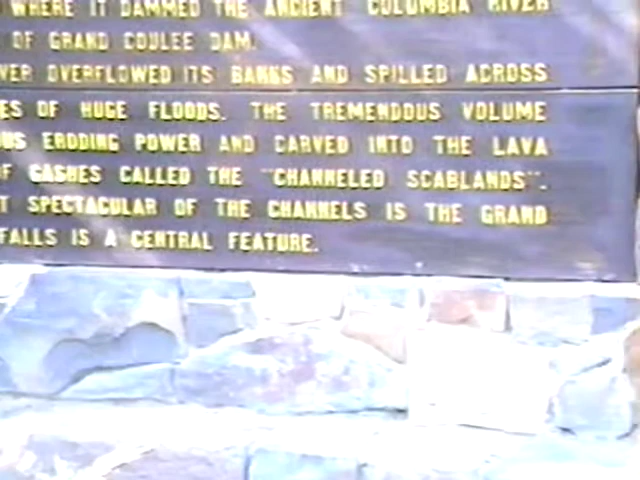 WHERE IT DAMMED THE ANCIENT COLUMBIA RIVER
OF GRAND COULEE DAM.
VER OVERFLOWED ITS BANKS AND SPILLED ACROSS
ES OF HUGE FLOODS. THE TREMENDOUS VOLUME
US ERODING POWER AND CARVED INTO THE LAVA
F GASHES CALLED THE "CHANNELED SCABLANDS".
T SPECTACULAR OF THE CHANNELS IS THE GRAND
FALLS IS A CENTRAL FEATURE.